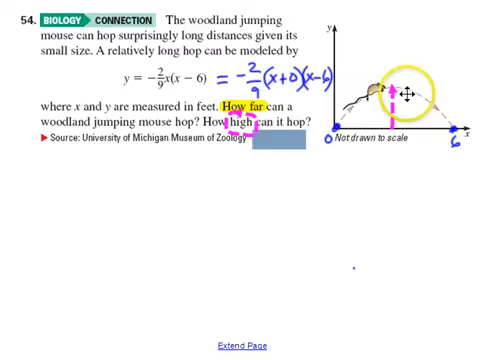 54. BIOLOGY CONNECTION The woodland jumping
mouse can hop surprisingly long distances given its
small size. A relatively long hop can be modeled by
y = −2/9x(x − 6) = −2/9(x+0)(x−6)
where x and y are measured in feet. How far can a
woodland jumping mouse hop? How high can it hop?
▶ Source: University of Michigan Museum of Zoology
y
x
0
6
Not drawn to scale
Extend Page